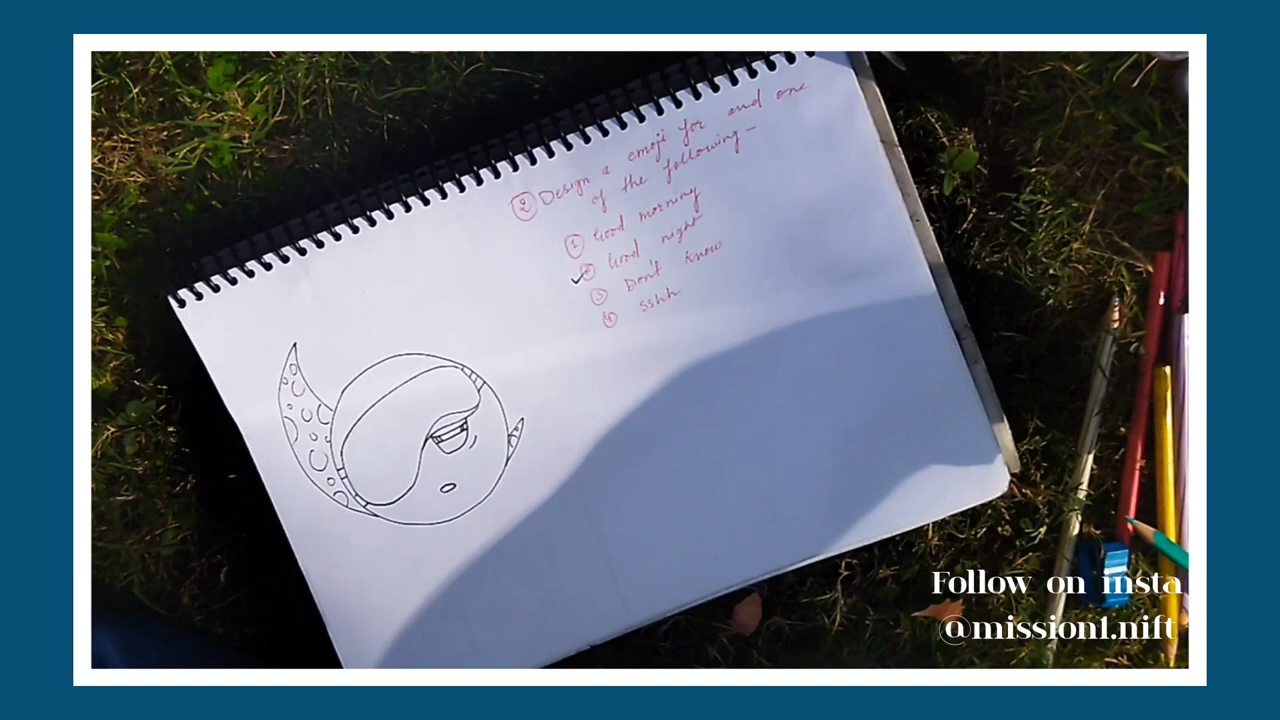 ② Design a emoji for and one
of the following –
① Good morning
② Good night
③ Don't know
④ sshh
Follow on insta
@mission1.nift